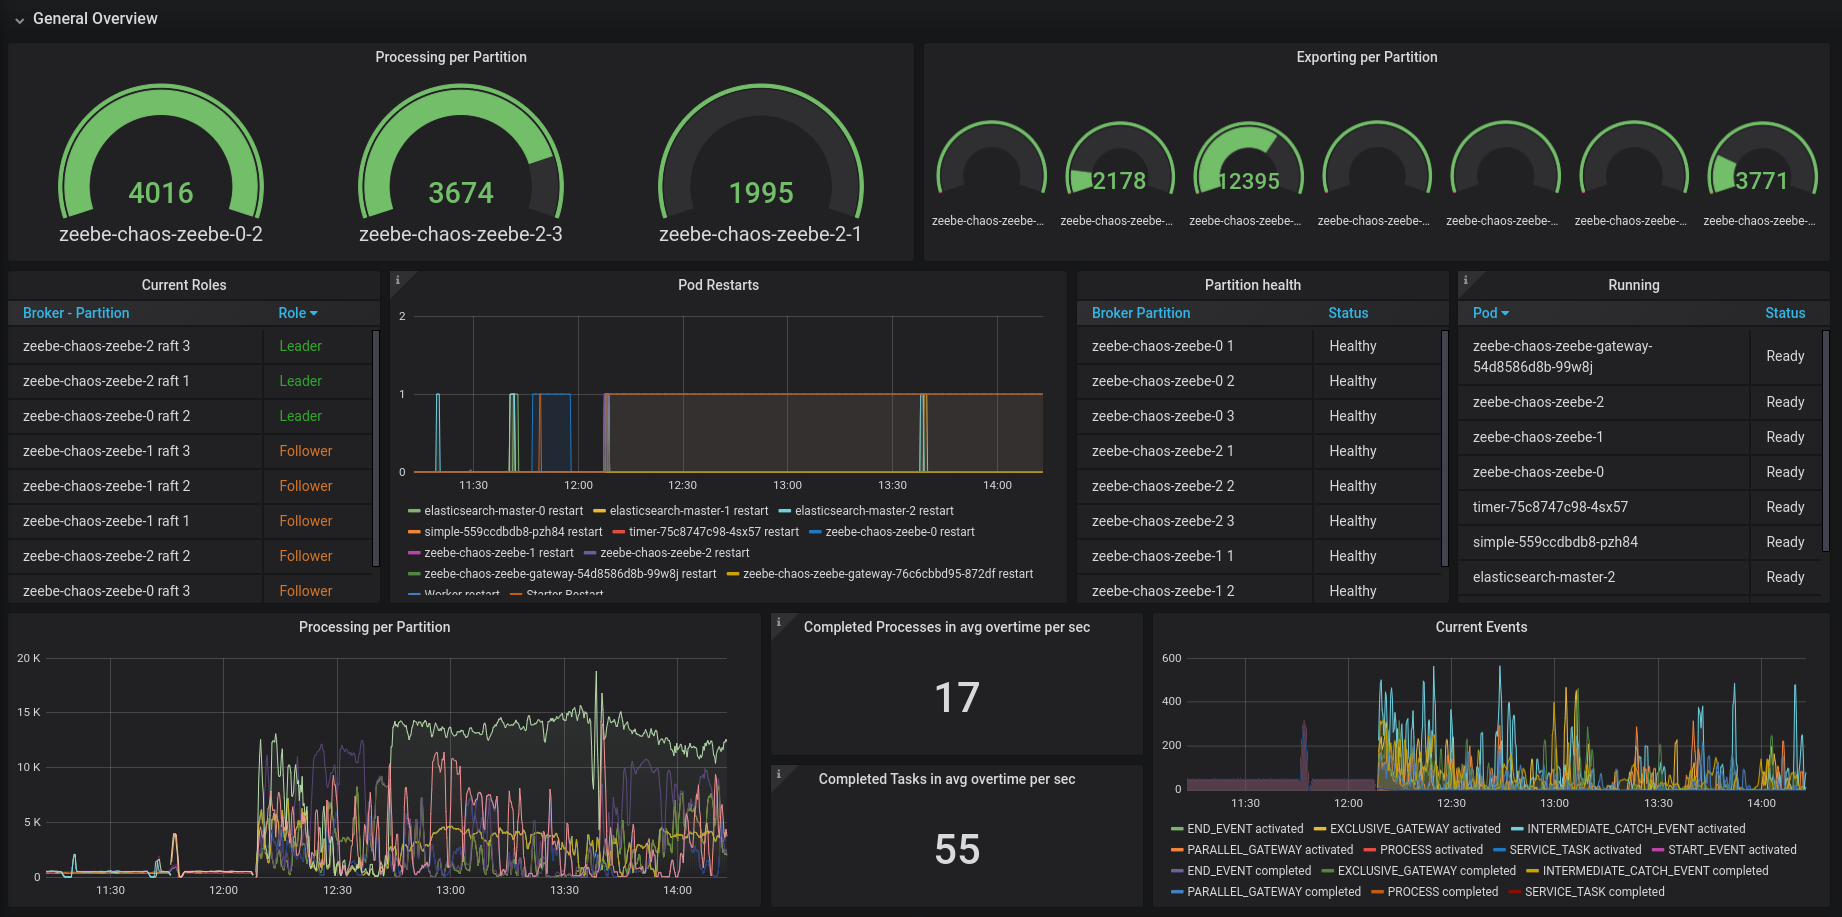 General Overview
Processing per Partition
4016
3674
1995
zeebe-chaos-zeebe-0-2
zeebe-chaos-zeebe-2-3
zeebe-chaos-zeebe-2-1
Exporting per Partition
2178
12395
3771
zeebe-chaos-zeebe-...
zeebe-chaos-zeebe-...
zeebe-chaos-zeebe-...
zeebe-chaos-zeebe-...
zeebe-chaos-zeebe-...
zeebe-chaos-zeebe-...
zeebe-chaos-zeebe-...
Current Roles
Broker - Partition Role
zeebe-chaos-zeebe-2 raft 3 Leader
zeebe-chaos-zeebe-2 raft 1 Leader
zeebe-chaos-zeebe-0 raft 2 Leader
zeebe-chaos-zeebe-1 raft 3 Follower
zeebe-chaos-zeebe-1 raft 2 Follower
zeebe-chaos-zeebe-1 raft 1 Follower
zeebe-chaos-zeebe-2 raft 2 Follower
zeebe-chaos-zeebe-0 raft 3 Follower
i
Pod Restarts
2
1
0
11:30 12:00 12:30 13:00 13:30 14:00
elasticsearch-master-0 restart elasticsearch-master-1 restart elasticsearch-master-2 restart
simple-559ccdbdb8-pzh84 restart timer-75c8747c98-4sx57 restart zeebe-chaos-zeebe-0 restart
zeebe-chaos-zeebe-1 restart zeebe-chaos-zeebe-2 restart
zeebe-chaos-zeebe-gateway-54d8586d8b-99w8j restart zeebe-chaos-zeebe-gateway-76c6cbbd95-872df restart
Worker restart Starter Restart
Partition health
Broker Partition Status
zeebe-chaos-zeebe-0 1 Healthy
zeebe-chaos-zeebe-0 2 Healthy
zeebe-chaos-zeebe-0 3 Healthy
zeebe-chaos-zeebe-2 1 Healthy
zeebe-chaos-zeebe-2 2 Healthy
zeebe-chaos-zeebe-2 3 Healthy
zeebe-chaos-zeebe-1 1 Healthy
zeebe-chaos-zeebe-1 2 Healthy
i
Running
Pod Status
zeebe-chaos-zeebe-gateway-
54d8586d8b-99w8j Ready
zeebe-chaos-zeebe-2 Ready
zeebe-chaos-zeebe-1 Ready
zeebe-chaos-zeebe-0 Ready
timer-75c8747c98-4sx57 Ready
simple-559ccdbdb8-pzh84 Ready
elasticsearch-master-2 Ready
Processing per Partition
20 K
15 K
10 K
5 K
0
11:30 12:00 12:30 13:00 13:30 14:00
i
Completed Processes in avg overtime per sec
17
i
Completed Tasks in avg overtime per sec
55
Current Events
600
400
200
0
11:30 12:00 12:30 13:00 13:30 14:00
END_EVENT activated EXCLUSIVE_GATEWAY activated INTERMEDIATE_CATCH_EVENT activated
PARALLEL_GATEWAY activated PROCESS activated SERVICE_TASK activated START_EVENT activated
END_EVENT completed EXCLUSIVE_GATEWAY completed INTERMEDIATE_CATCH_EVENT completed
PARALLEL_GATEWAY completed PROCESS completed SERVICE_TASK completed